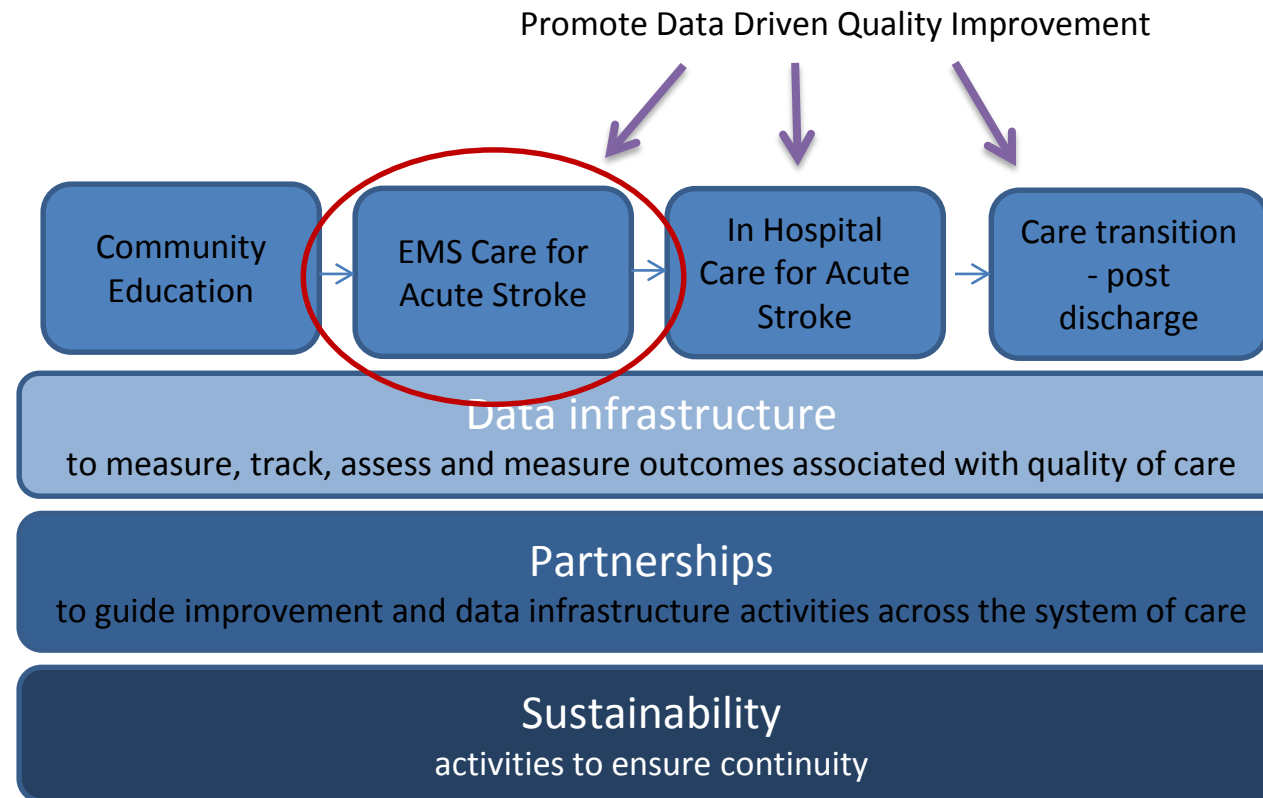 Promote Data Driven Quality Improvement
Community
Education
EMS Care for
Acute Stroke
In Hospital
Care for Acute
Stroke
Care transition
- post
discharge
Data infrastructure
to measure, track, assess and measure outcomes associated with quality of care
Partnerships
to guide improvement and data infrastructure activities across the system of care
Sustainability
activities to ensure continuity